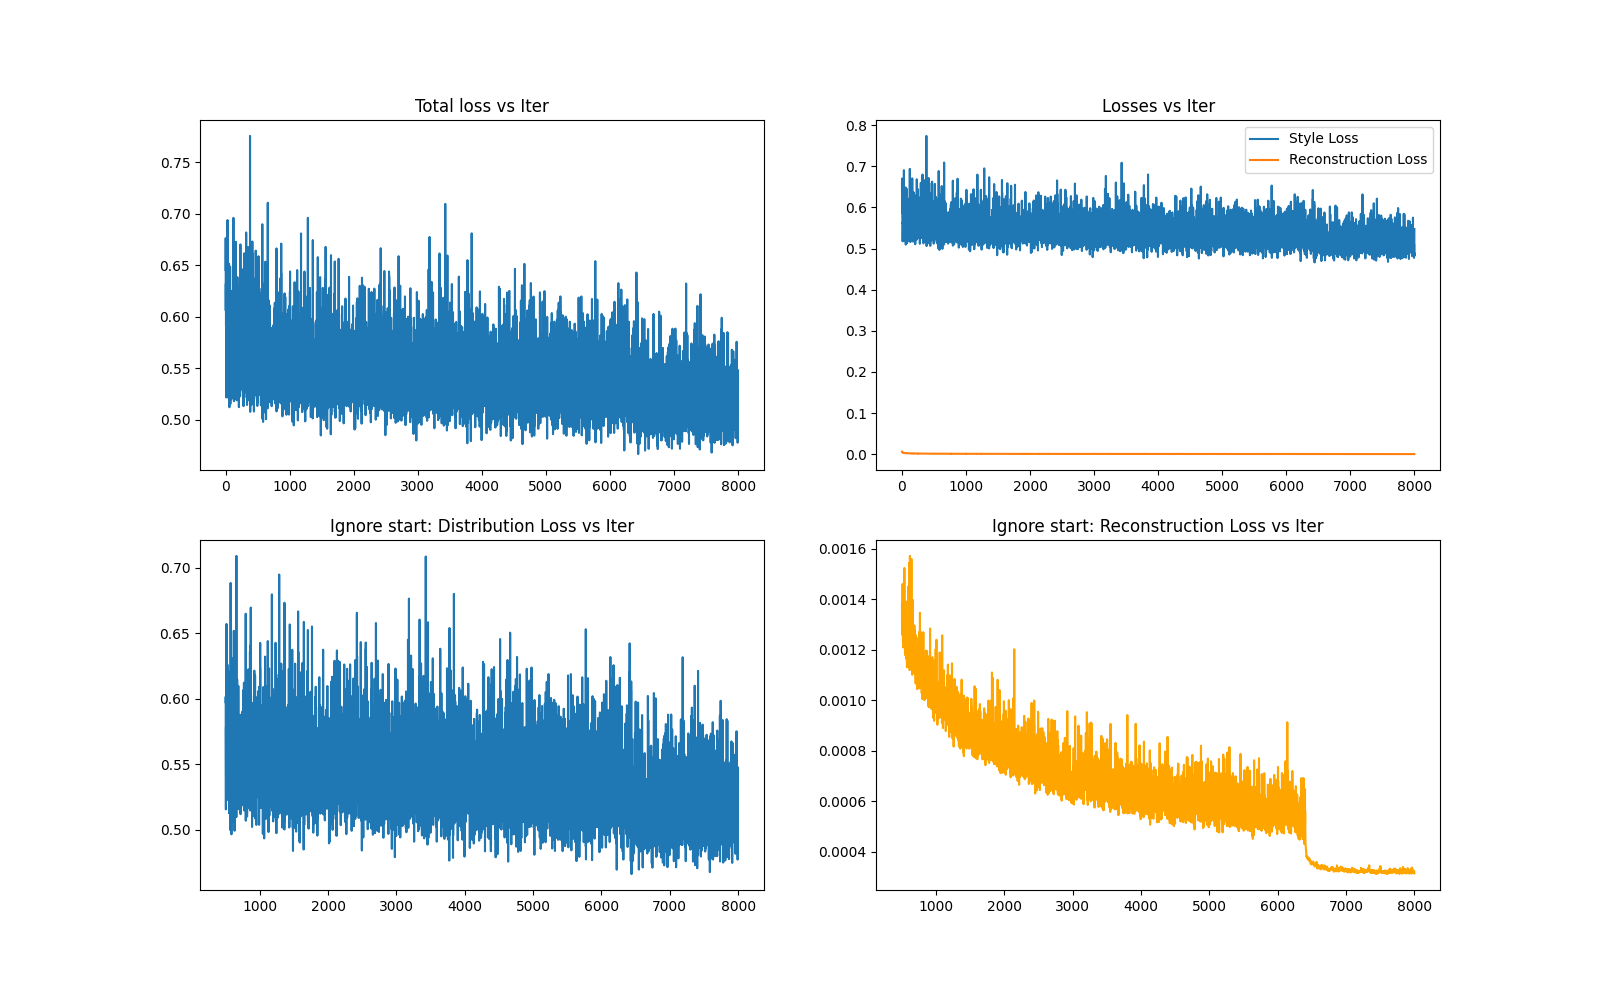 Total loss vs Iter
0.75
0.70
0.65
0.60
0.55
0.50
0 1000 2000 3000 4000 5000 6000 7000 8000
Losses vs Iter
0.8
0.7
0.6
0.5
0.4
0.3
0.2
0.1
0.0
Style Loss
Reconstruction Loss
0 1000 2000 3000 4000 5000 6000 7000 8000
Ignore start: Distribution Loss vs Iter
0.70
0.65
0.60
0.55
0.50
1000 2000 3000 4000 5000 6000 7000 8000
Ignore start: Reconstruction Loss vs Iter
0.0016
0.0014
0.0012
0.0010
0.0008
0.0006
0.0004
1000 2000 3000 4000 5000 6000 7000 8000